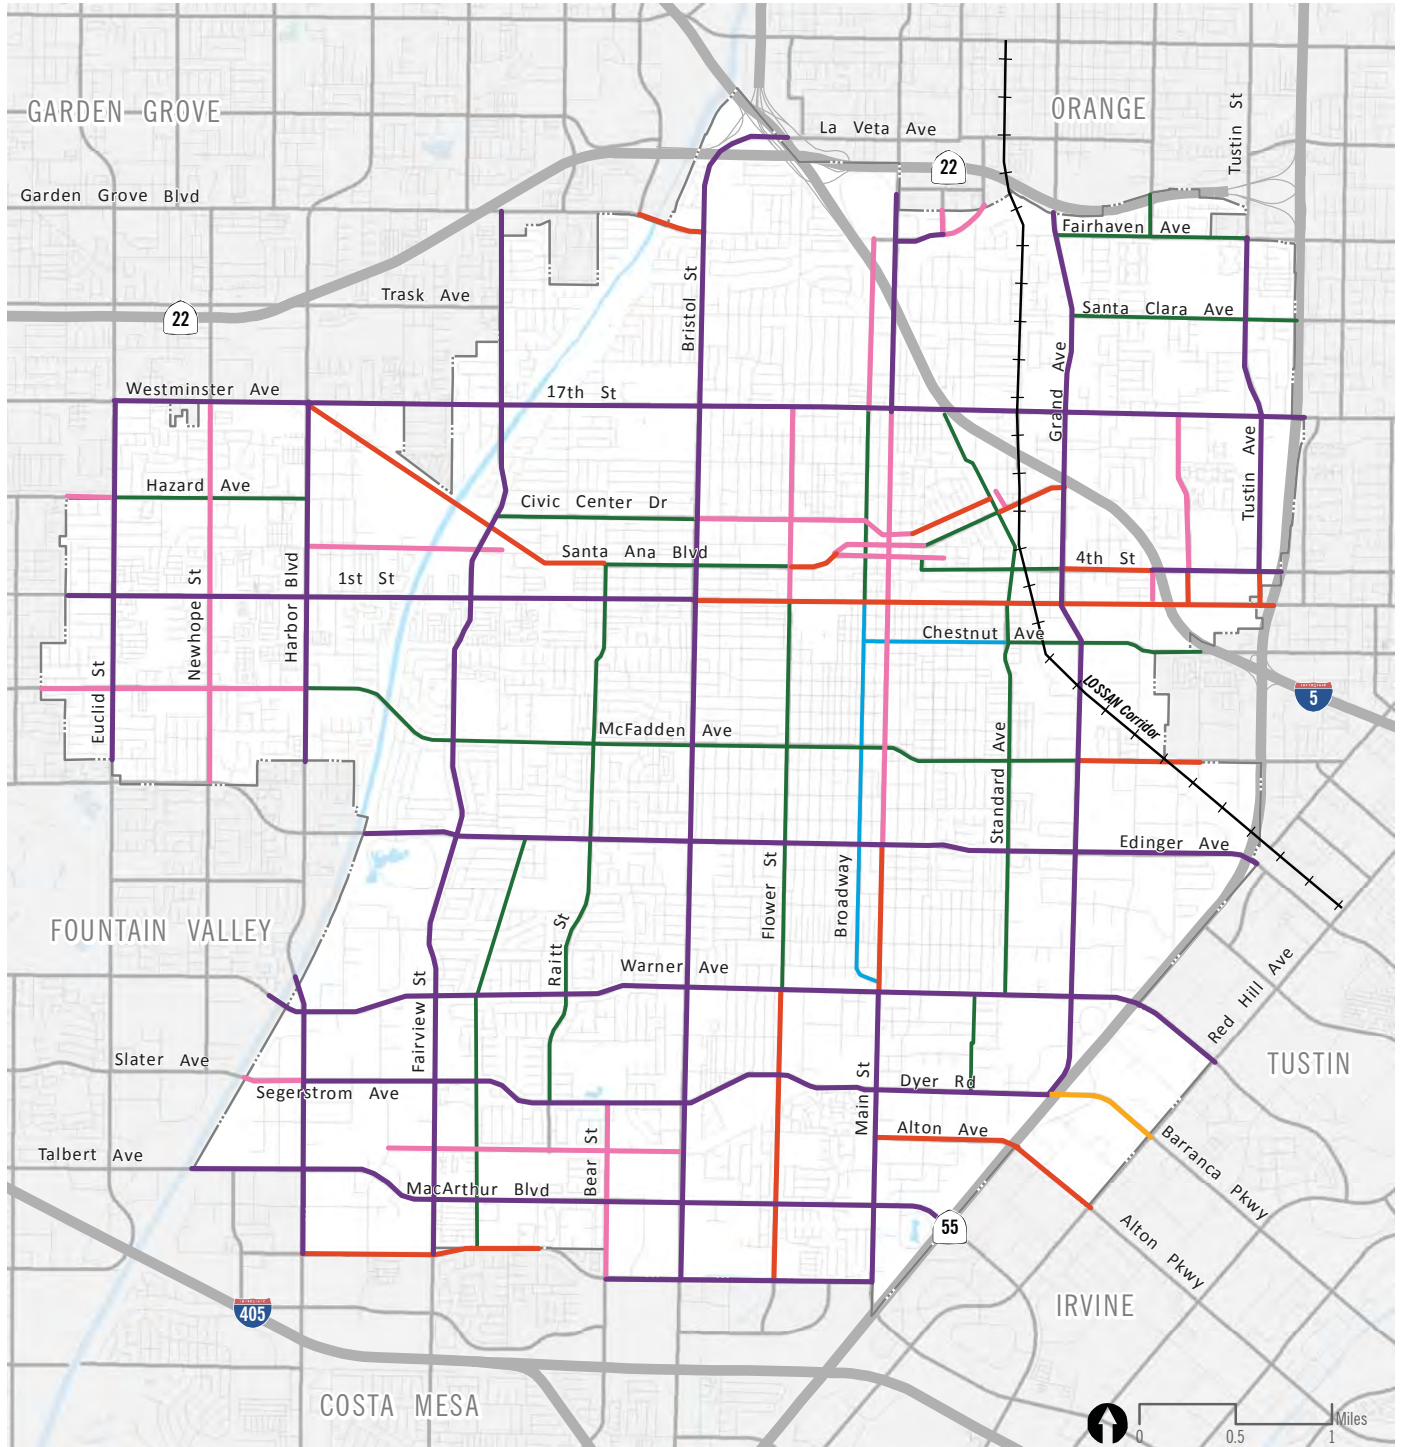 GARDEN GROVE
ORANGE
Tustin St
La Veta Ave
22
Garden Grove Blvd
Fairhaven Ave
Trask Ave
22
Bristol St
Santa Clara Ave
Grand Ave
Westminster Ave
17th St
Tustin Ave
Hazard Ave
Civic Center Dr
Santa Ana Blvd
4th St
1st St
Harbor Blvd
Newhope St
Chestnut Ave
Euclid St
LOSSAN Corridor
5
McFadden Ave
Standard Ave
Edinger Ave
Flower St
Broadway
FOUNTAIN VALLEY
Raitt St
Warner Ave
Fairview St
Red Hill Ave
TUSTIN
Slater Ave
Segerstrom Ave
Dyer Rd
Main St
Alton Ave
Barranca Pkwy
Bear St
Talbert Ave
MacArthur Blvd
55
Alton Pkwy
IRVINE
405
COSTA MESA
Miles
0 0.5 1